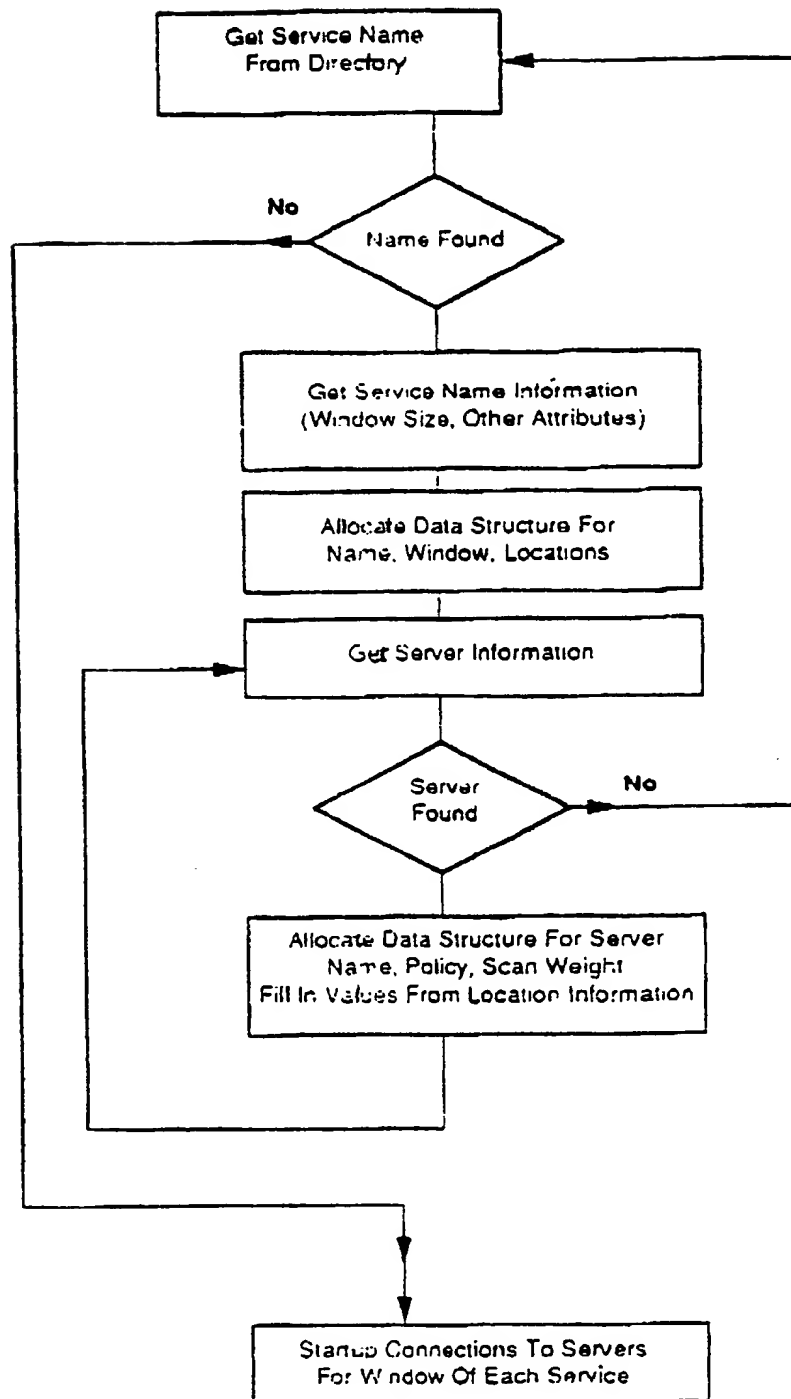 Get Service Name
From Directory
No
Name Found
Get Service Name Information
(Window Size, Other Attributes)
Allocate Data Structure For
Name, Window, Locations
Get Server Information
Server
Found
No
Allocate Data Structure For Server
Name, Policy, Scan Weight
Fill In Values From Location Information
Startup Connections To Servers
For Window Of Each Service